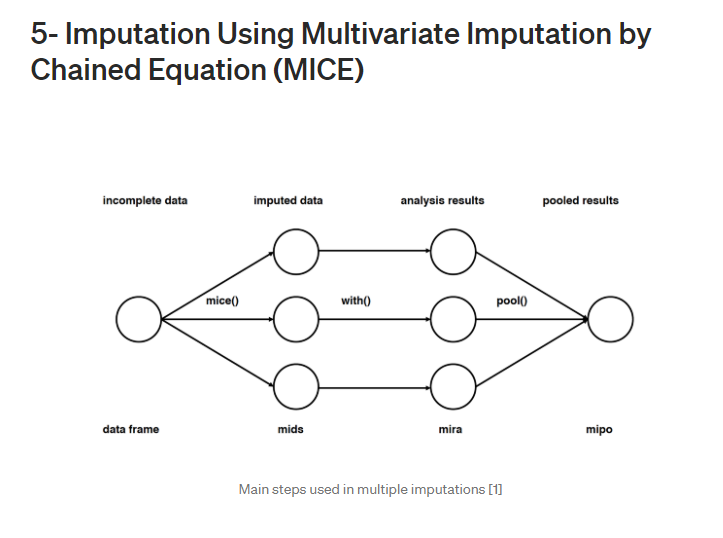 5- Imputation Using Multivariate Imputation by
Chained Equation (MICE)
incomplete data imputed data analysis results pooled results
mice() with() pool()
data frame mids mira mipo
Main steps used in multiple imputations [1]